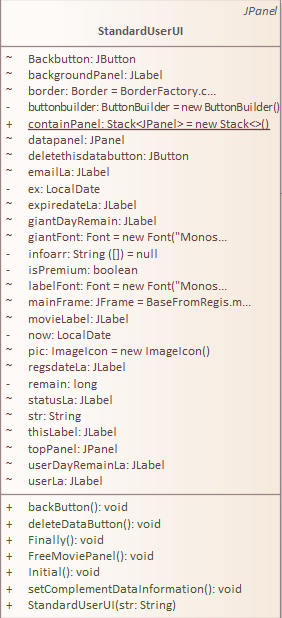 JPanel
StandardUserUI
~ Backbutton: JButton
~ backgroundPanel: JLabel
~ border: Border = BorderFactory.c...
- buttonbuilder: ButtonBuilder = new ButtonBuilder()
+ containPanel: Stack<JPanel> = new Stack<>()
~ datapanel: JPanel
~ deletethisdatabutton: JButton
~ emailLa: JLabel
- ex: LocalDate
~ expiredateLa: JLabel
~ giantDayRemain: JLabel
~ giantFont: Font = new Font("Monos...
- infoarr: String ([]) = null
- isPremium: boolean
~ labelFont: Font = new Font("Monos...
~ mainFrame: JFrame = BaseFromRegis.m...
~ movieLabel: JLabel
- now: LocalDate
~ pic: ImageIcon = new ImageIcon()
~ regsdateLa: JLabel
- remain: long
~ statusLa: JLabel
~ str: String
~ thisLabel: JLabel
~ topPanel: JPanel
~ userDayRemainLa: JLabel
~ userLa: JLabel
+ backButton(): void
+ deleteDataButton(): void
+ Finally(): void
+ FreeMoviePanel(): void
+ Initial(): void
+ setComplementDataInformation(): void
+ StandardUserUI(str: String)